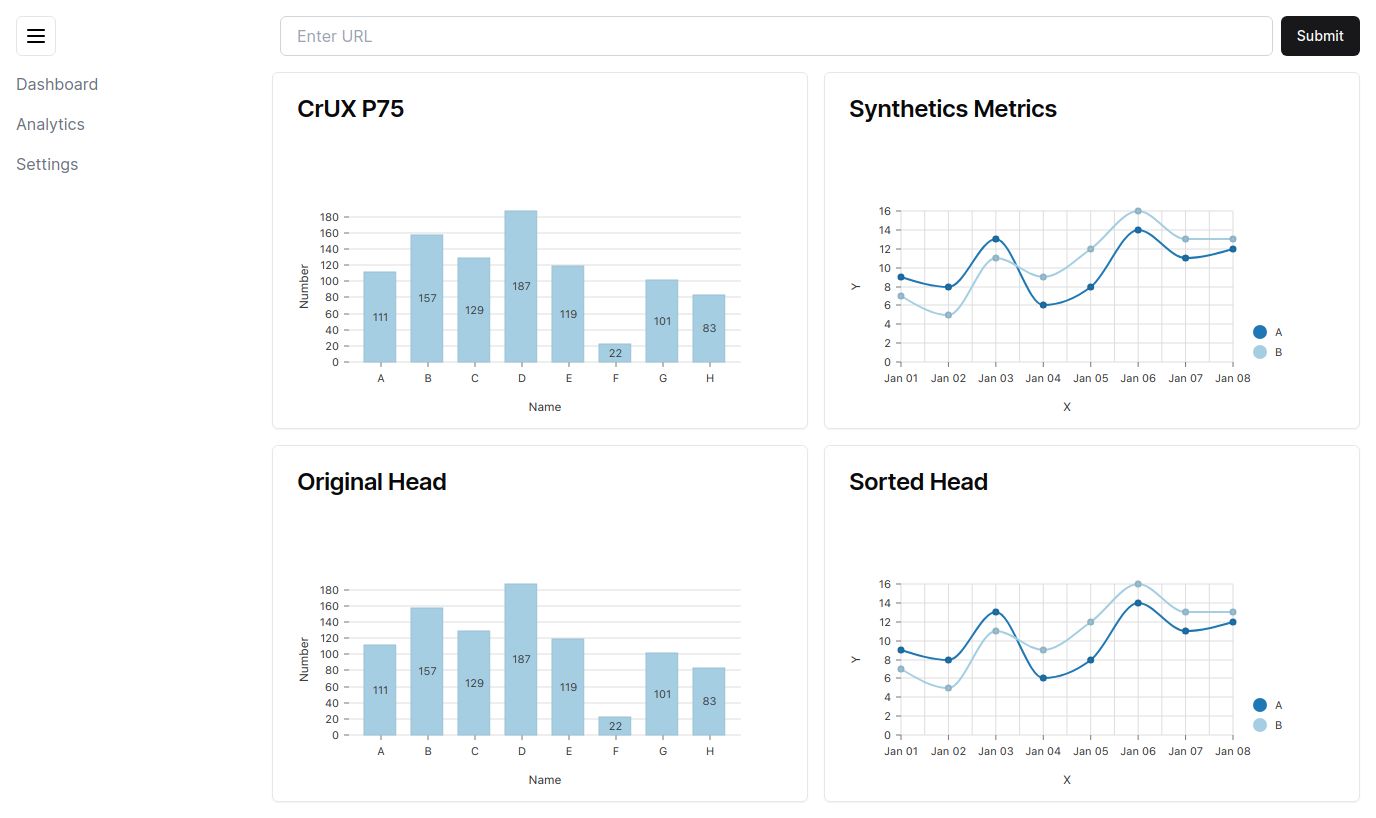 Enter URL
Submit
Dashboard
Analytics
Settings
CrUX P75
180
160
140
120
100
80
60
40
20
0
Number
111
157
129
187
119
22
101
83
A B C D E F G H
Name
Synthetics Metrics
16
14
12
10
8
6
4
2
0
Y
Jan 01 Jan 02 Jan 03 Jan 04 Jan 05 Jan 06 Jan 07 Jan 08
X
A
B
Original Head
180
160
140
120
100
80
60
40
20
0
Number
111
157
129
187
119
22
101
83
A B C D E F G H
Name
Sorted Head
16
14
12
10
8
6
4
2
0
Y
Jan 01 Jan 02 Jan 03 Jan 04 Jan 05 Jan 06 Jan 07 Jan 08
X
A
B